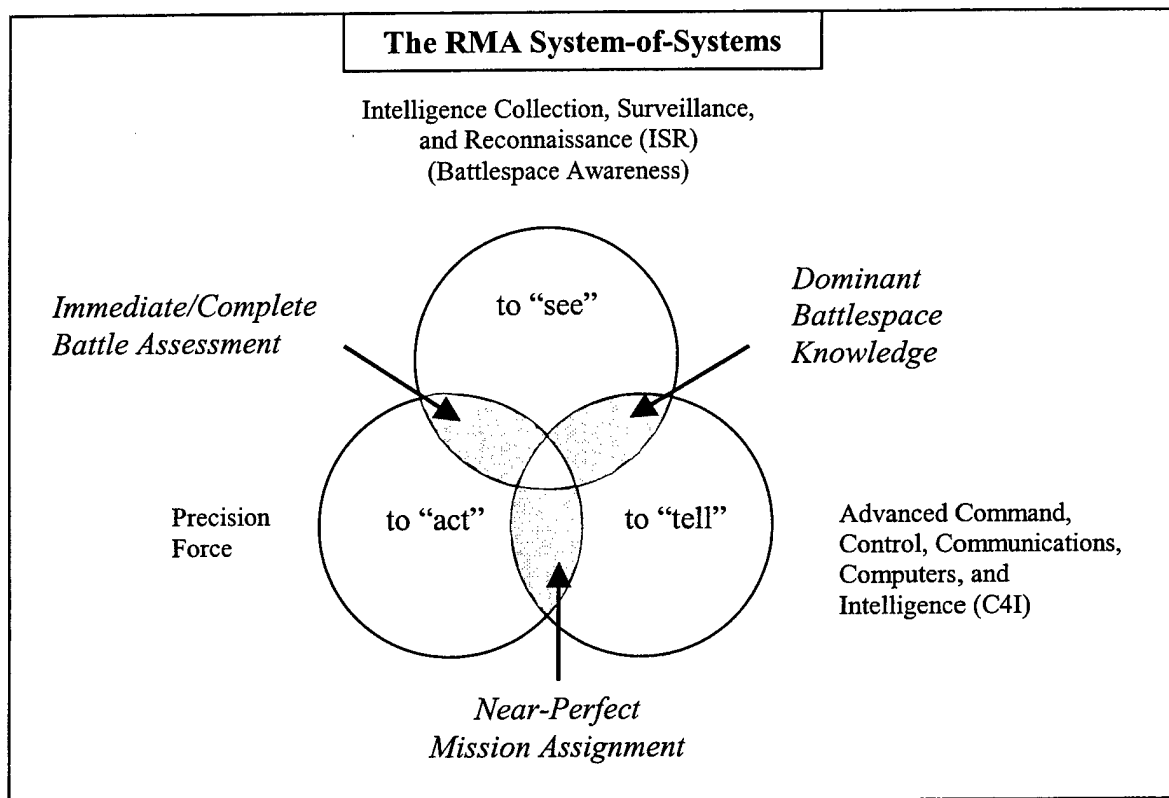 The RMA System-of-Systems
Intelligence Collection, Surveillance,
and Reconnaissance (ISR)
(Battlespace Awareness)
Immediate/Complete
Battle Assessment
to “see”
Dominant
Battlespace
Knowledge
Precision
Force
to “act”
to “tell”
Advanced Command,
Control, Communications,
Computers, and
Intelligence (C4I)
Near-Perfect
Mission Assignment